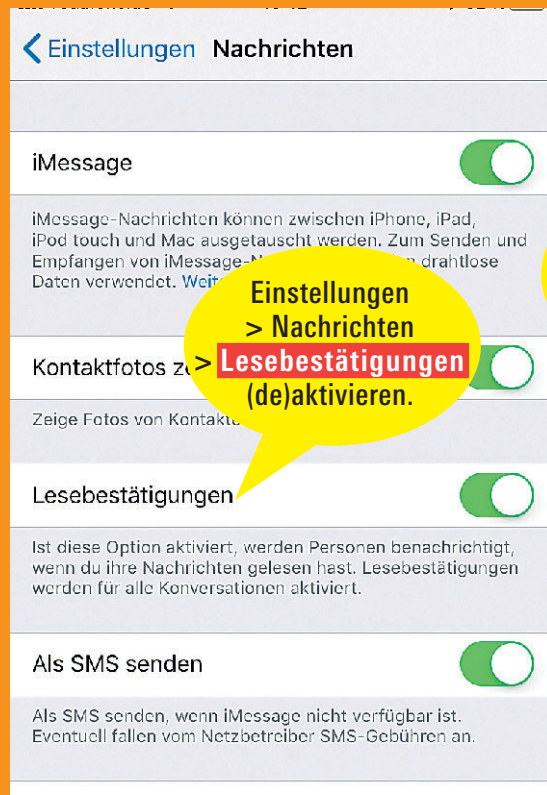 Einstellungen Nachrichten
iMessage
iMessage-Nachrichten können zwischen iPhone, iPad,
iPod touch und Mac ausgetauscht werden. Zum Senden und
Empfangen von iMessage- drahtlose
Daten verwendet.
Einstellungen
> Nachrichten
> Lesebestätigungen
(de)aktivieren.
Kontaktfotos
Zeige Fotos von
Lesebestätigungen
Ist diese Option aktiviert, werden Personen benachrichtigt,
wenn du ihre Nachrichten gelesen hast. Lesebestätigungen
werden für alle Konversationen aktiviert.
Als SMS senden
Als SMS senden, wenn iMessage nicht verfügbar ist.
Eventuell fallen vom Netzbetreiber SMS-Gebühren an.